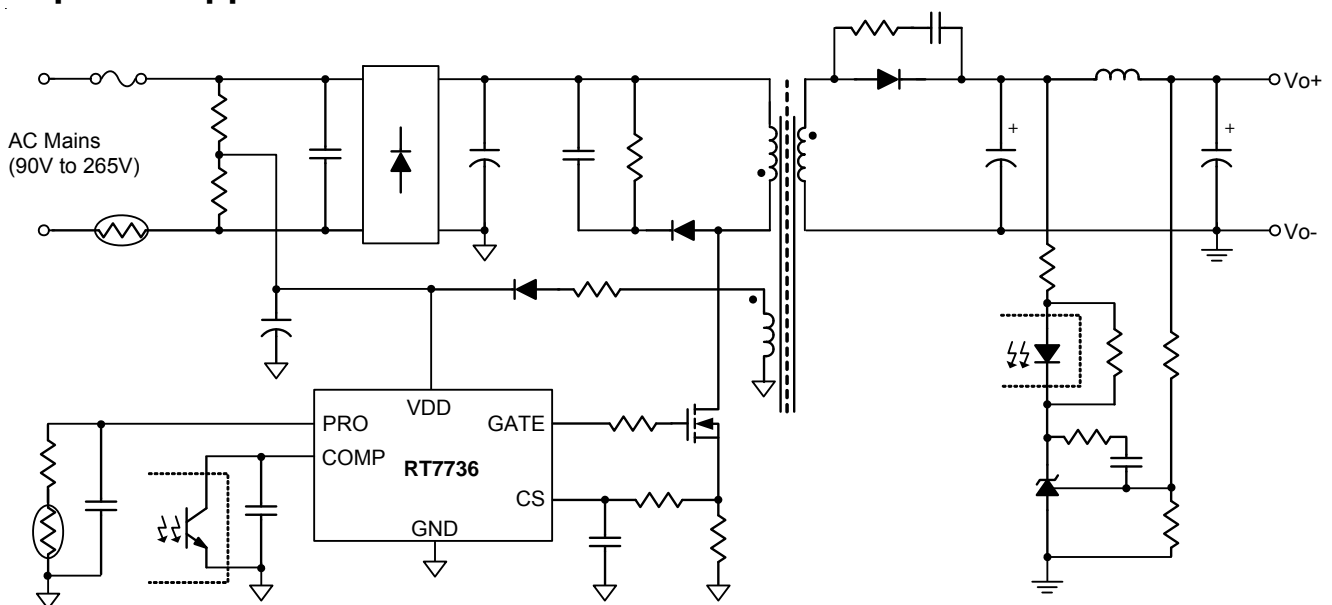 Vo+
AC Mains
(90V to 265V)
+
+
Vo-
VDD
PRO
GATE
COMP
RT7736
CS
GND